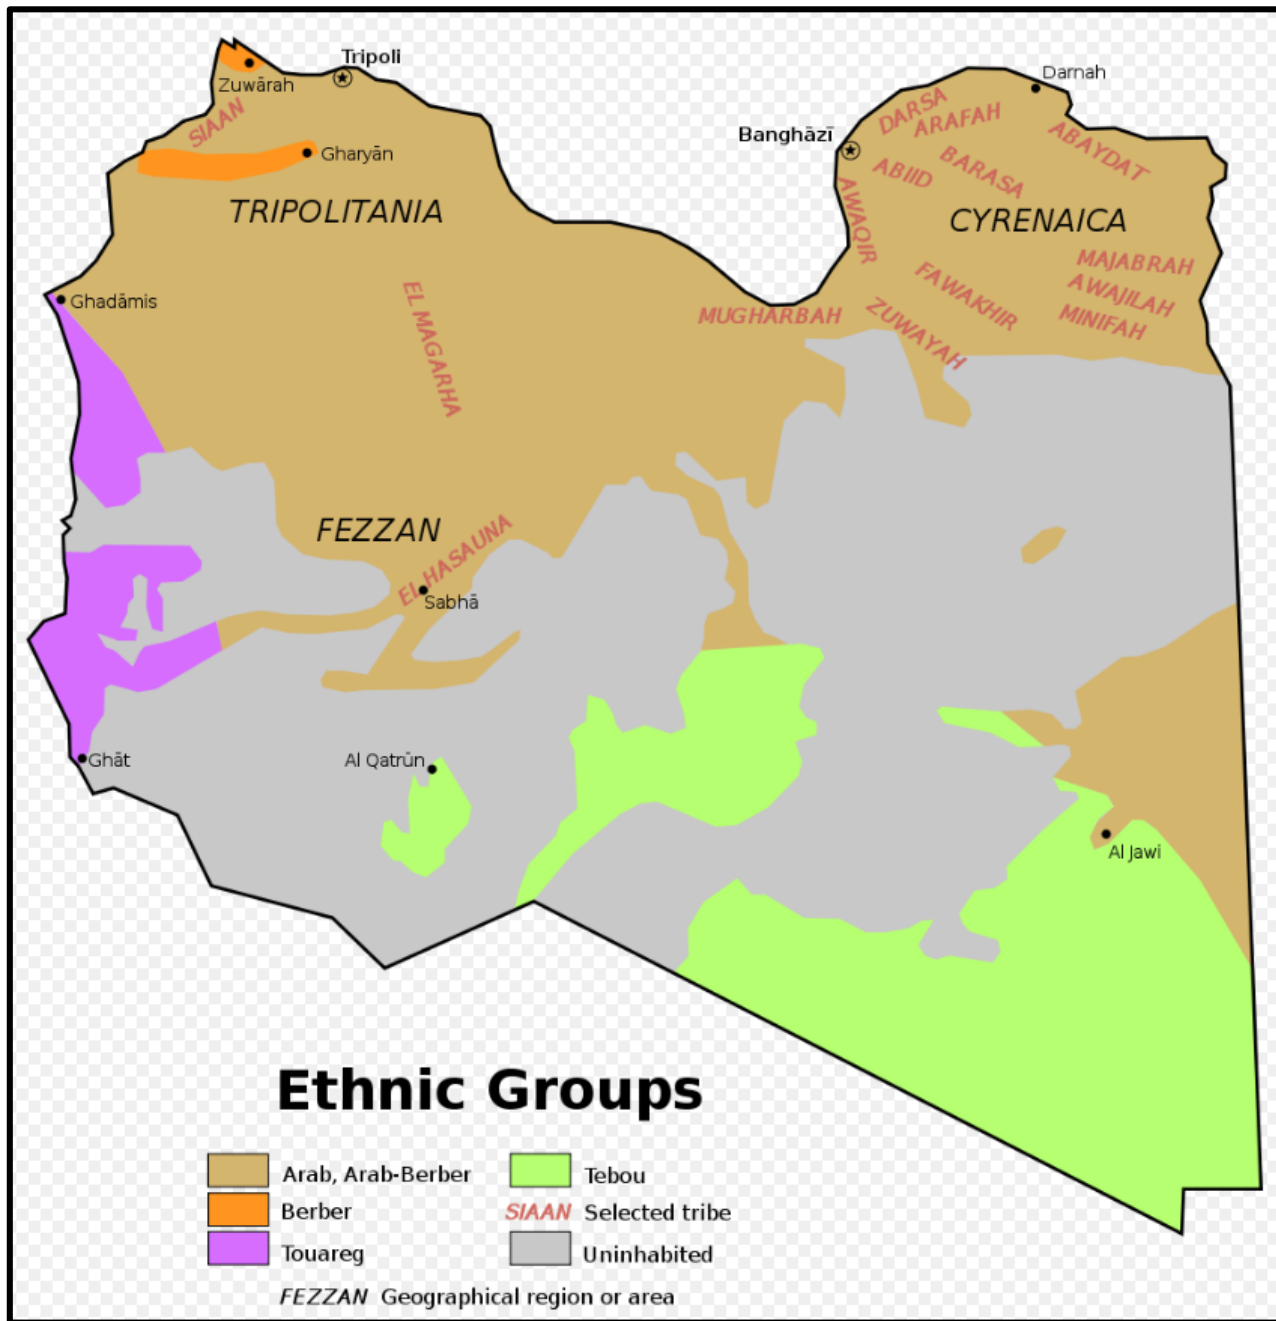 Tripoli
Zuwārah
SIAAN
Gharyān
TRIPOLITANIA
Ghadāmis
EL MAGARHA
Darnah
DARSA
ARAFAH
ABAYDAT
Banghāzī
ABIID
BARASA
AWAQIR
CYRENAICA
MAJABRAH
AWAJILAH
MINIFAH
FAWAKHIR
MUGHARBAH
ZUWAYAH
FEZZAN
EL HASAUNA
Sabhā
Ghāt
Al Qatrūn
Al Jawi
Ethnic Groups
Arab, Arab-Berber
Tebou
Berber
SIAAN Selected tribe
Touareg
Uninhabited
FEZZAN Geographical region or area